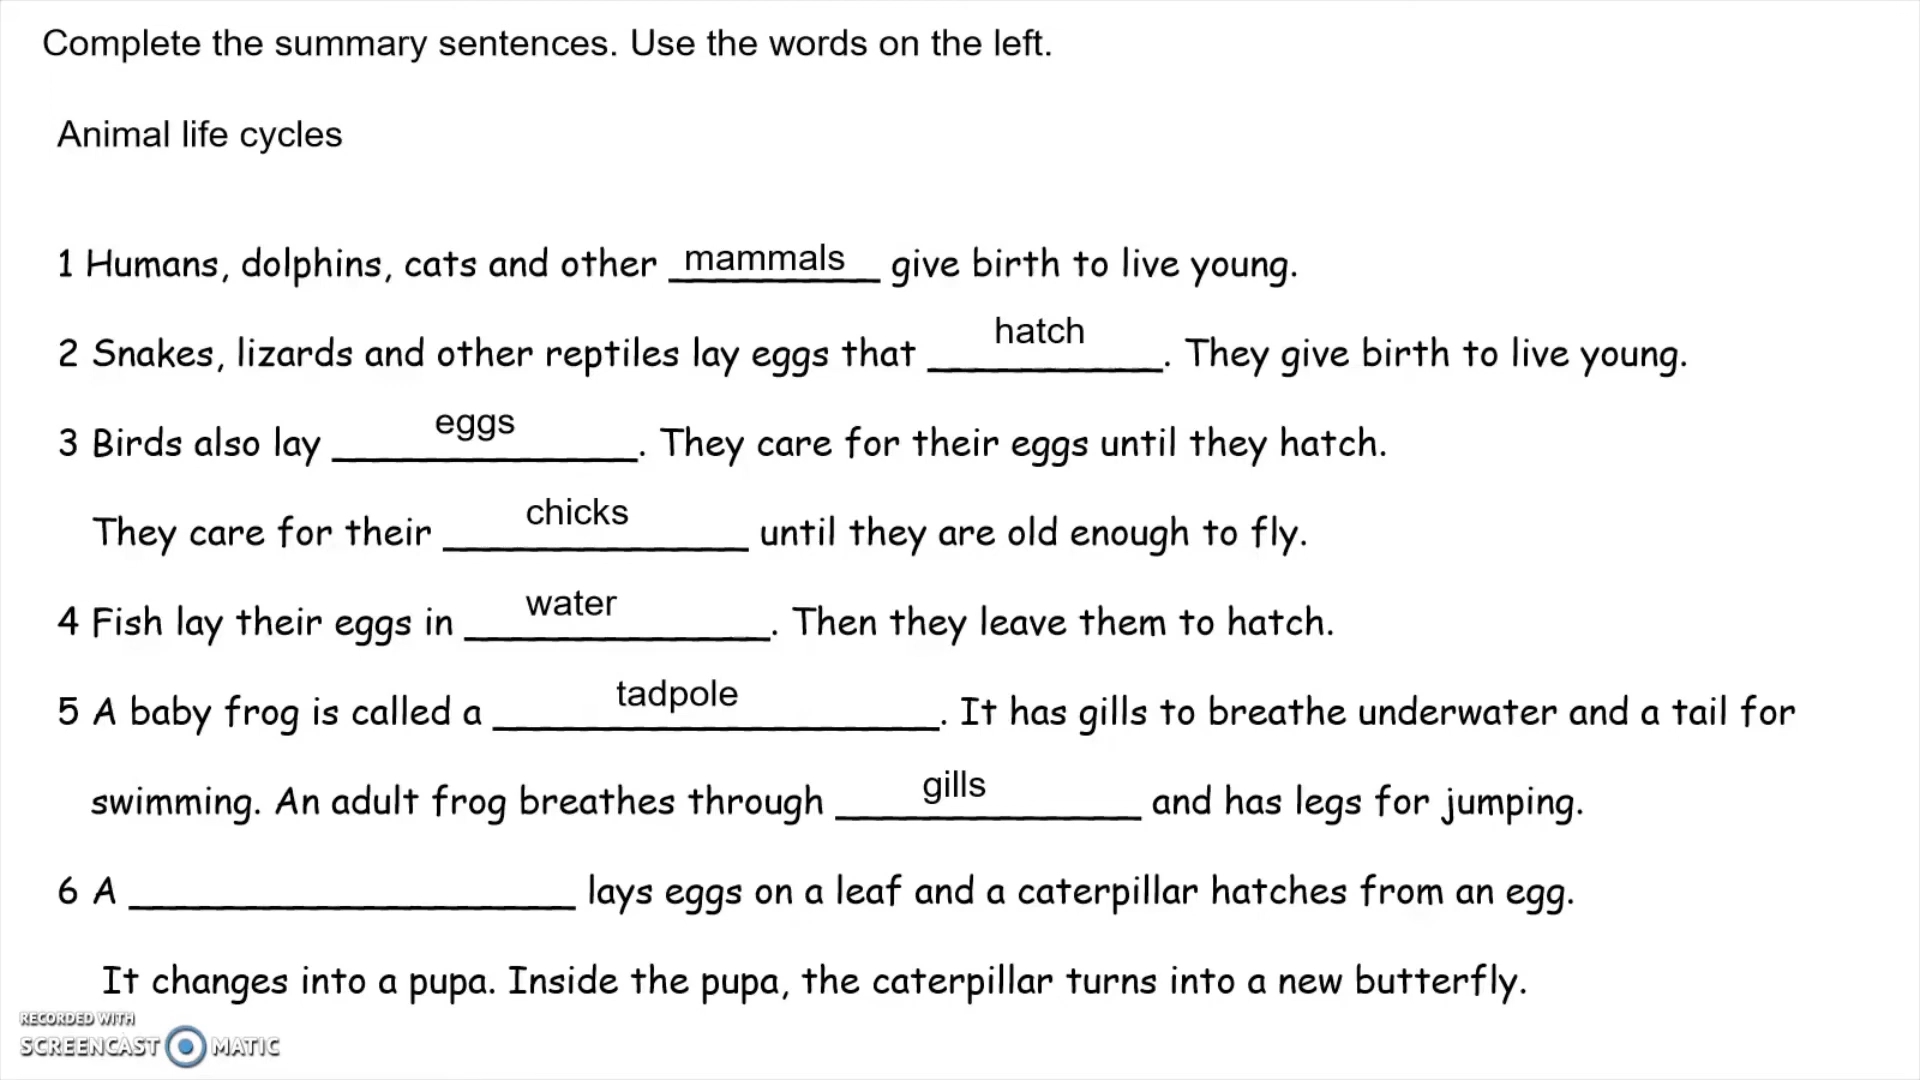 Complete the summary sentences. Use the words on the left.
Animal life cycles
1 Humans, dolphins, cats and other mammals give birth to live young.
2 Snakes, lizards and other reptiles lay eggs that hatch. They give birth to live young.
3 Birds also lay eggs. They care for their eggs until they hatch.
They care for their chicks until they are old enough to fly.
4 Fish lay their eggs in water. Then they leave them to hatch.
5 A baby frog is called a tadpole. It has gills to breathe underwater and a tail for
swimming. An adult frog breathes through gills and has legs for jumping.
6 A ____________________ lays eggs on a leaf and a caterpillar hatches from an egg.
It changes into a pupa. Inside the pupa, the caterpillar turns into a new butterfly.
RECORDED WITH
SCREENCAST MATIC